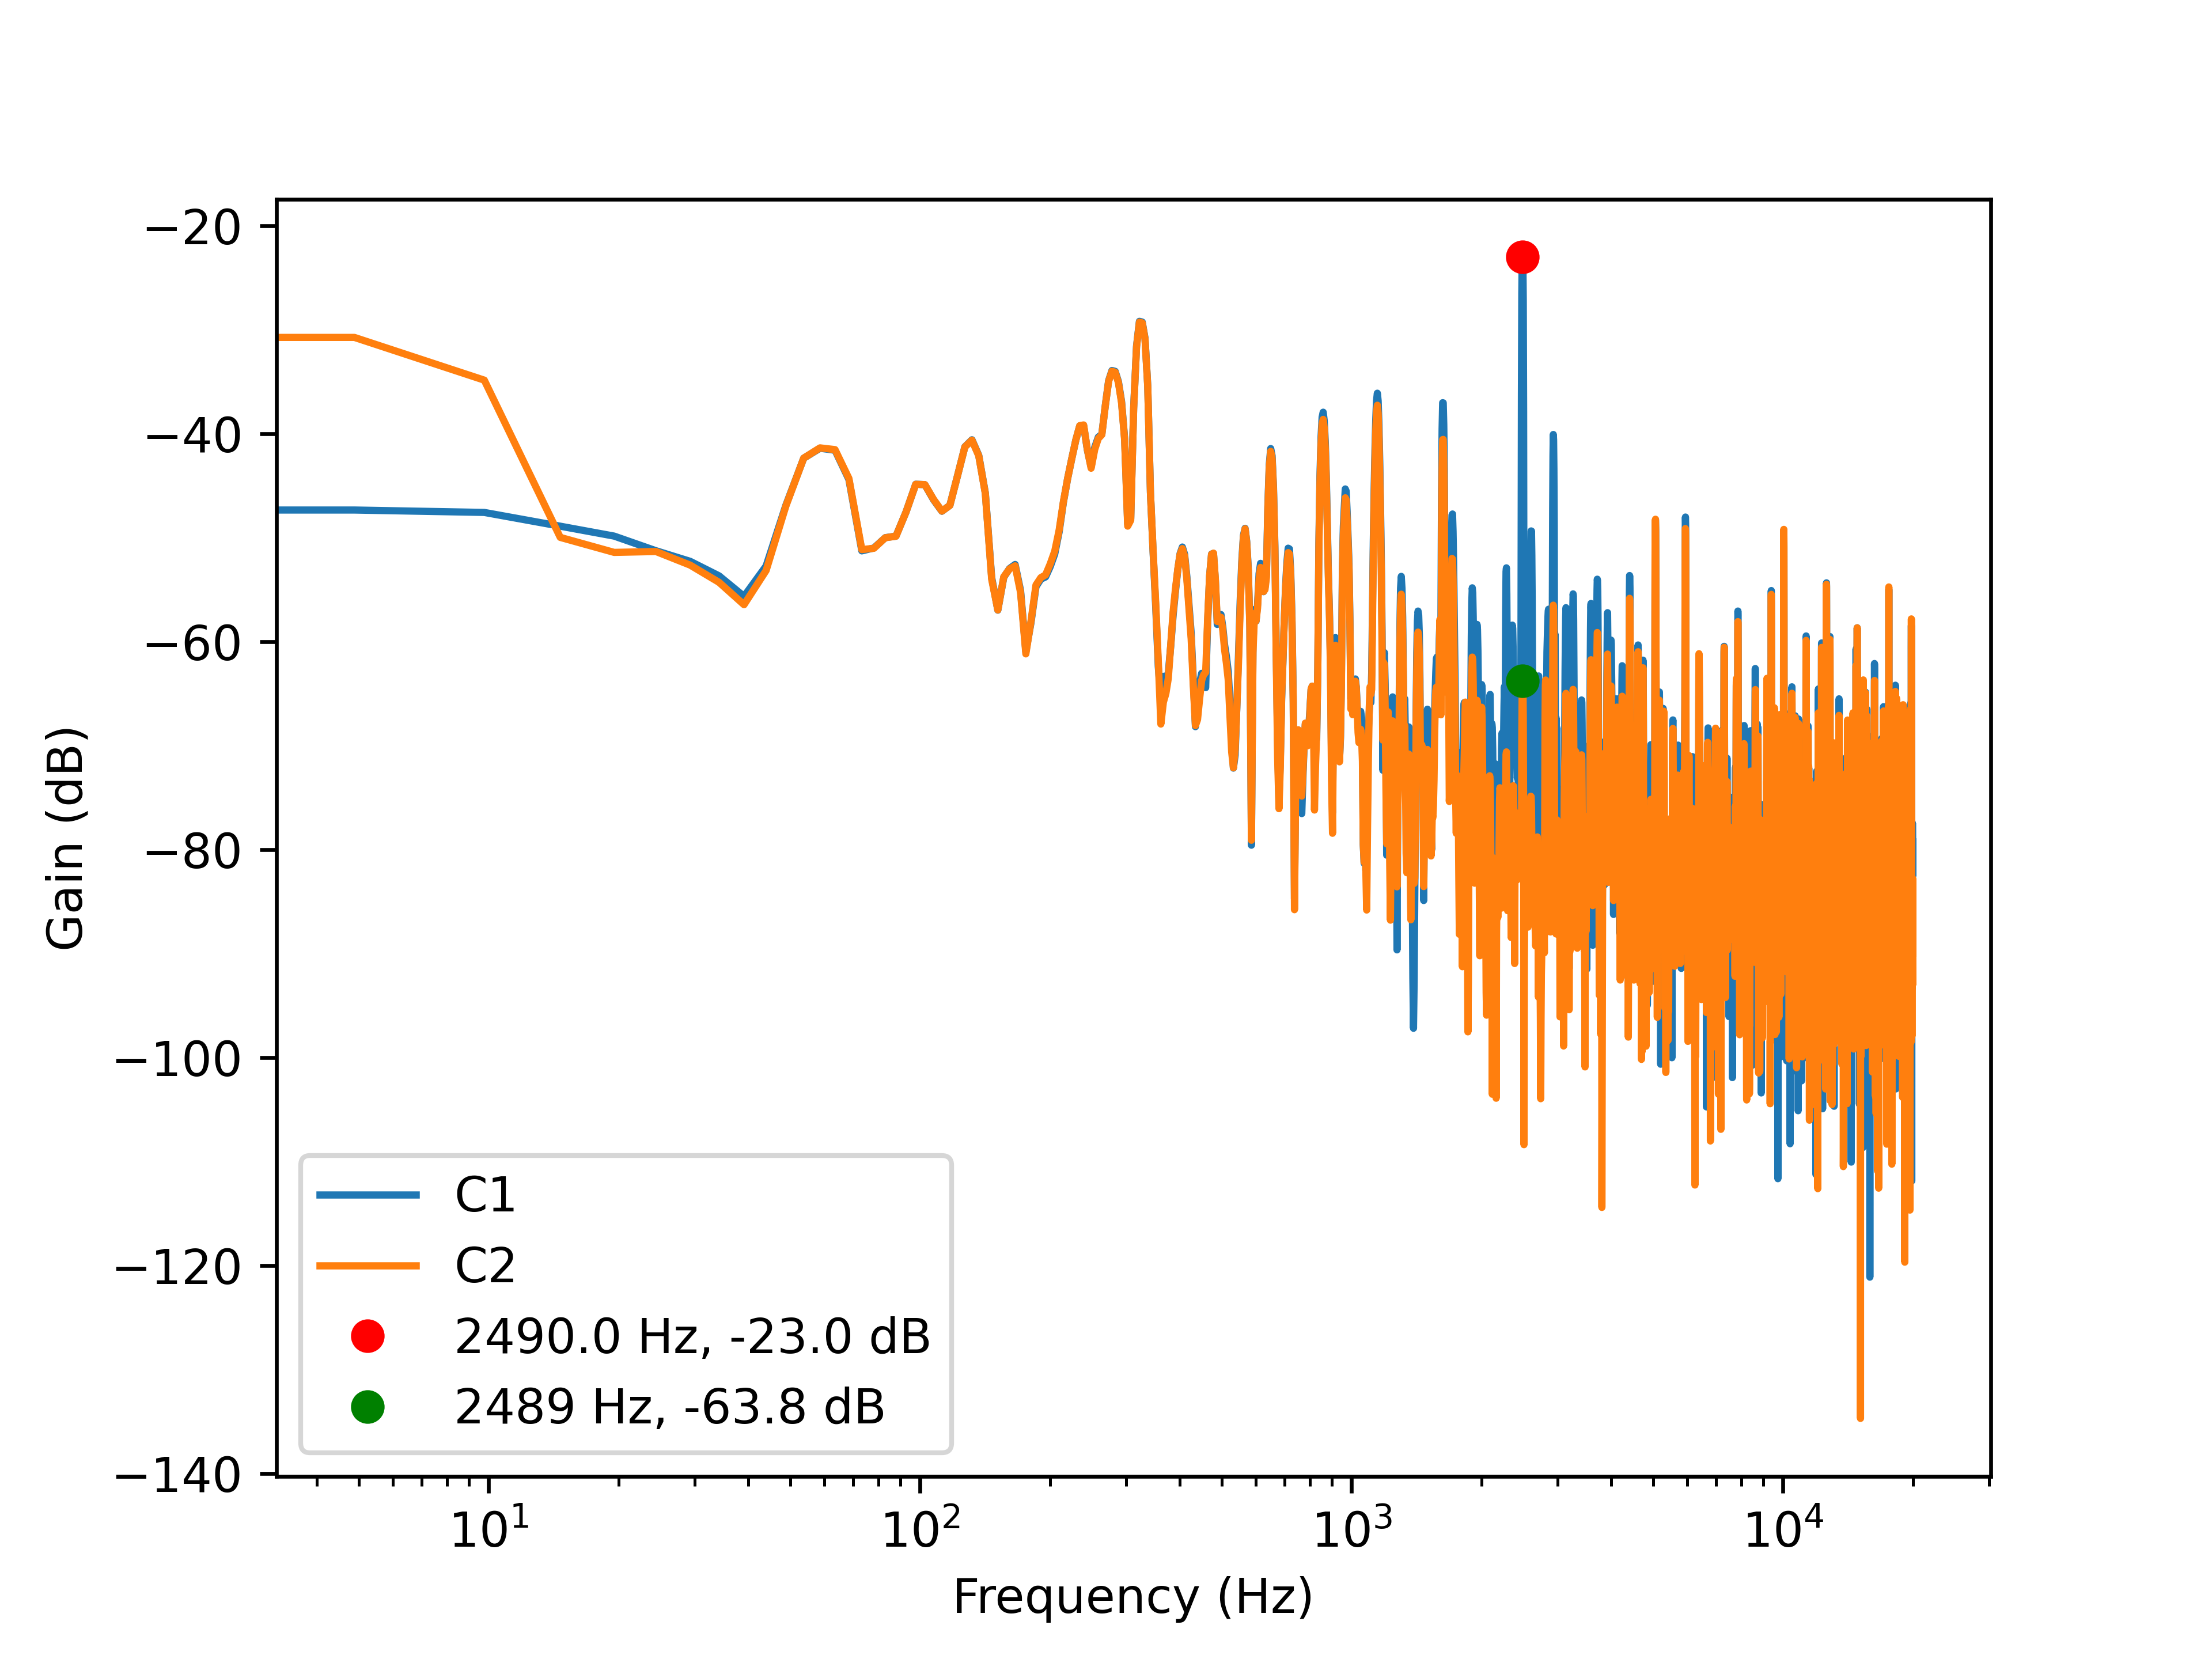 −20
−40
−60
−80
−100
−120
−140
Gain (dB)
C1
C2
2490.0 Hz, -23.0 dB
2489 Hz, -63.8 dB
10¹
10²
10³
10⁴
Frequency (Hz)